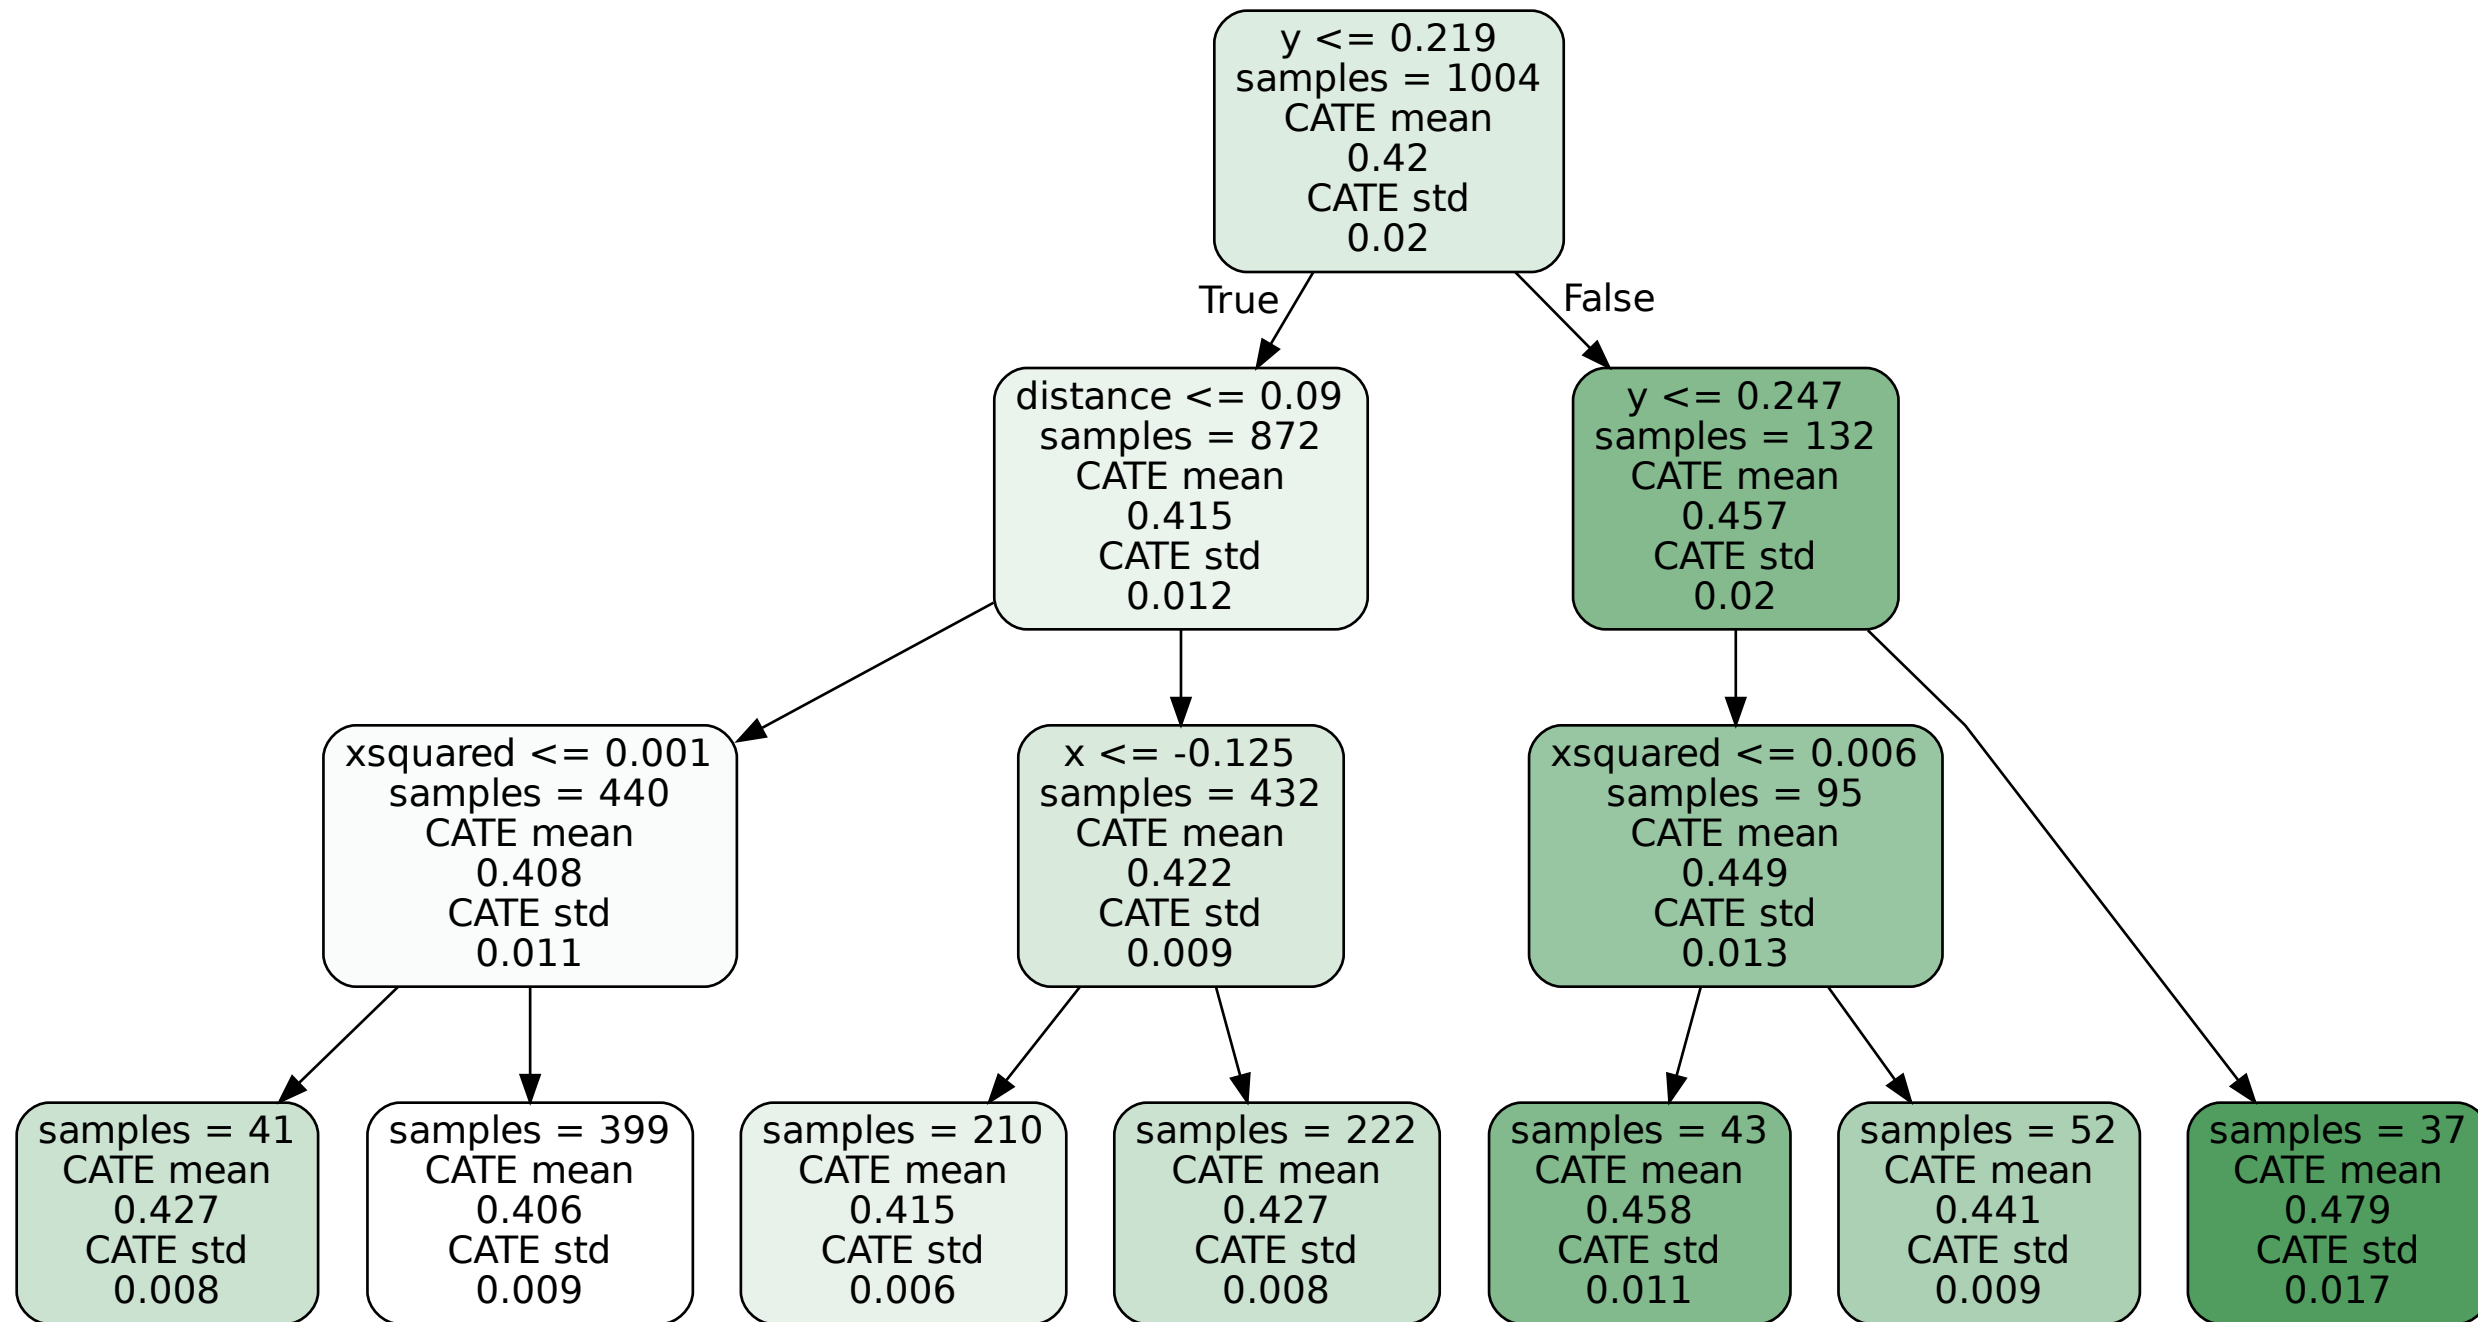 y <= 0.219
samples = 1004
CATE mean
0.42
CATE std
0.02
True
False
distance <= 0.09
samples = 872
CATE mean
0.415
CATE std
0.012
y <= 0.247
samples = 132
CATE mean
0.457
CATE std
0.02
xsquared <= 0.001
samples = 440
CATE mean
0.408
CATE std
0.011
x <= -0.125
samples = 432
CATE mean
0.422
CATE std
0.009
xsquared <= 0.006
samples = 95
CATE mean
0.449
CATE std
0.013
samples = 41
CATE mean
0.427
CATE std
0.008
samples = 399
CATE mean
0.406
CATE std
0.009
samples = 210
CATE mean
0.415
CATE std
0.006
samples = 222
CATE mean
0.427
CATE std
0.008
samples = 43
CATE mean
0.458
CATE std
0.011
samples = 52
CATE mean
0.441
CATE std
0.009
samples = 37
CATE mean
0.479
CATE std
0.017